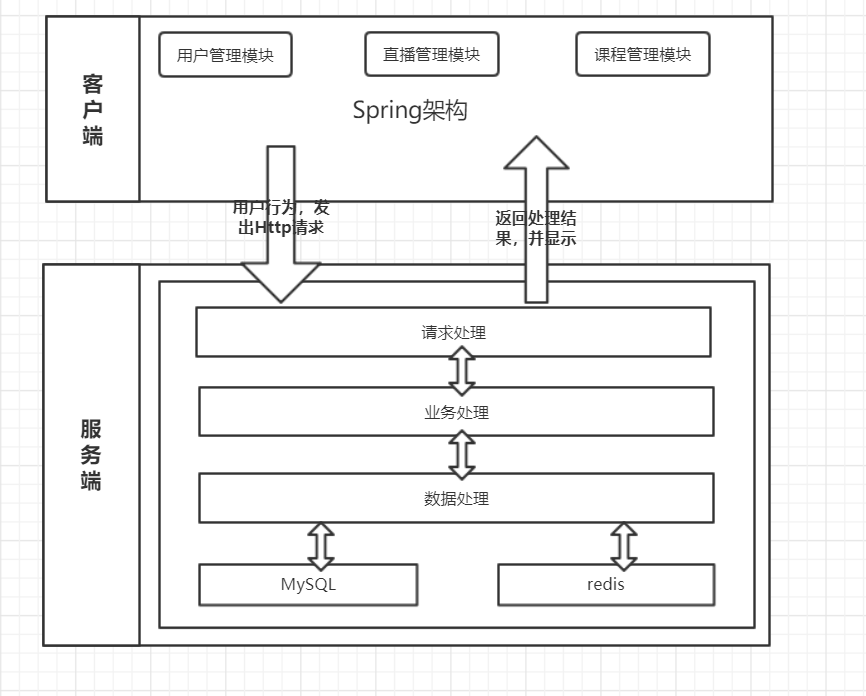 用户管理模块
直播管理模块
课程管理模块
客
户
端
Spring架构
用户行为，发
出Http请求
返回处理结
果，并显示
服
务
端
请求处理
业务处理
数据处理
MySQL
redis